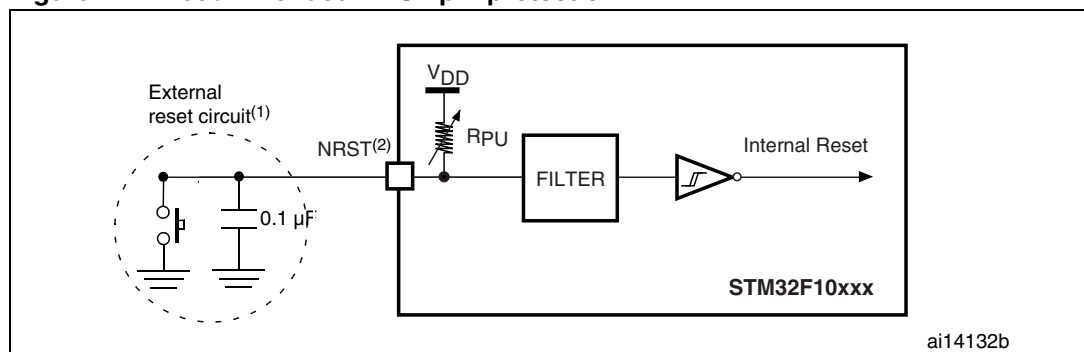 External
reset circuit(1)
NRST(2)
VDD
RPU
FILTER
Internal Reset
0.1 µF
STM32F10xxx
ai14132b